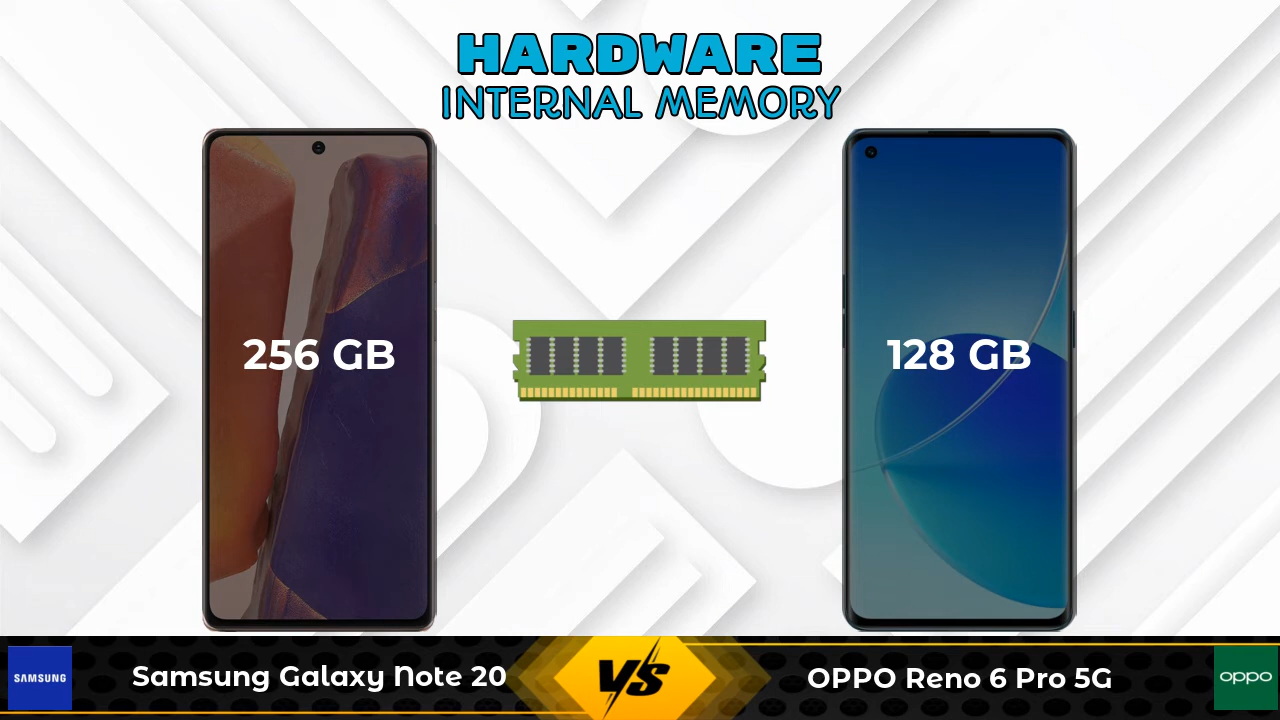 HARDWARE
INTERNAL MEMORY
256 GB
128 GB
SAMSUNG
Samsung Galaxy Note 20
VS
OPPO Reno 6 Pro 5G
oppo